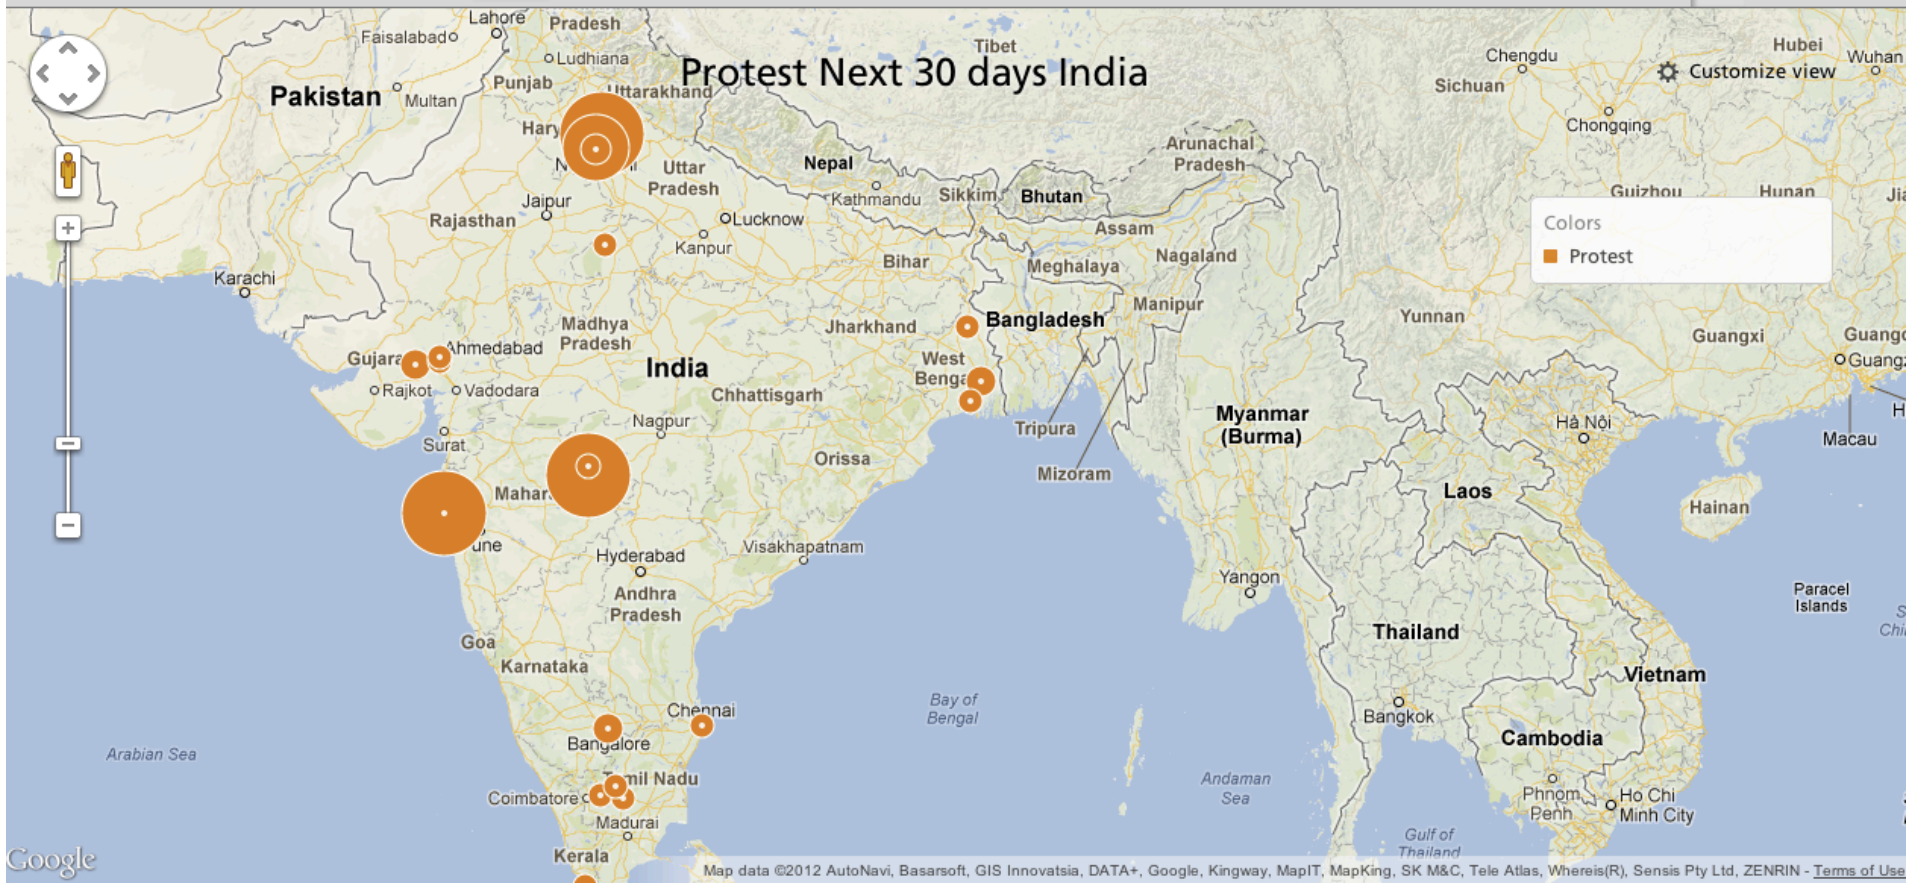 Protest Next 30 days India
Customize view
Colors
Protest
Lahore
Pradesh
Faisalabad
Ludhiana
Tibet
Chengdu
Hubei
Wuhan
Pakistan
Multan
Punjab
Uttarakhand
Sichuan
Chongqing
Nepal
Uttar
Pradesh
Arunachal
Pradesh
Kathmandu
Sikkim
Bhutan
Guizhou
Hunan
Jaipur
Rajasthan
Lucknow
Kanpur
Assam
Bihar
Meghalaya
Nagaland
Karachi
Manipur
Madhya
Pradesh
Jharkhand
Bangladesh
Yunnan
Guangxi
Ahmedabad
India
West
Rajkot
Vadodara
Chhattisgarh
Nagpur
Tripura
Myanmar
(Burma)
Hà Nội
Macau
Surat
Orissa
Mizoram
Laos
Hainan
Hyderabad
Visakhapatnam
Andhra
Pradesh
Yangon
Paracel
Islands
Thailand
Goa
Karnataka
Vietnam
Bay of
Bengal
Chennai
Bangkok
Bangalore
Cambodia
Arabian Sea
Andaman
Sea
Nadu
Coimbatore
Phnom
Penh
Ho Chi
Minh City
Madurai
Gulf of
Thailand
Kerala
Google
Map data ©2012 AutoNavi, Basarsoft, GIS Innovatsia, DATA+, Google, Kingway, MapIT, MapKing, SK M&C, Tele Atlas, Whereis(R), Sensis Pty Ltd, ZENRIN - Terms of Use